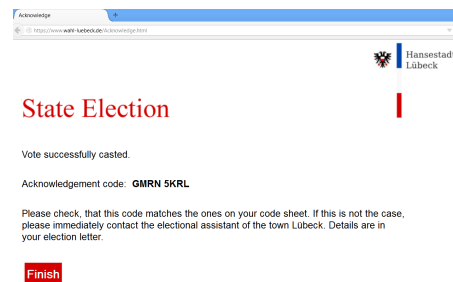 Acknowledge
https://www.wahl-luebeck.de/Acknowledge.html
Hansestadt
Lübeck
State Election
Vote successfully casted.
Acknowledgement code: GMRN 5KRL
Please check, that this code matches the ones on your code sheet. If this is not the case,
please immediately contact the electional assistant of the town Lübeck. Details are in
your election letter.
Finish